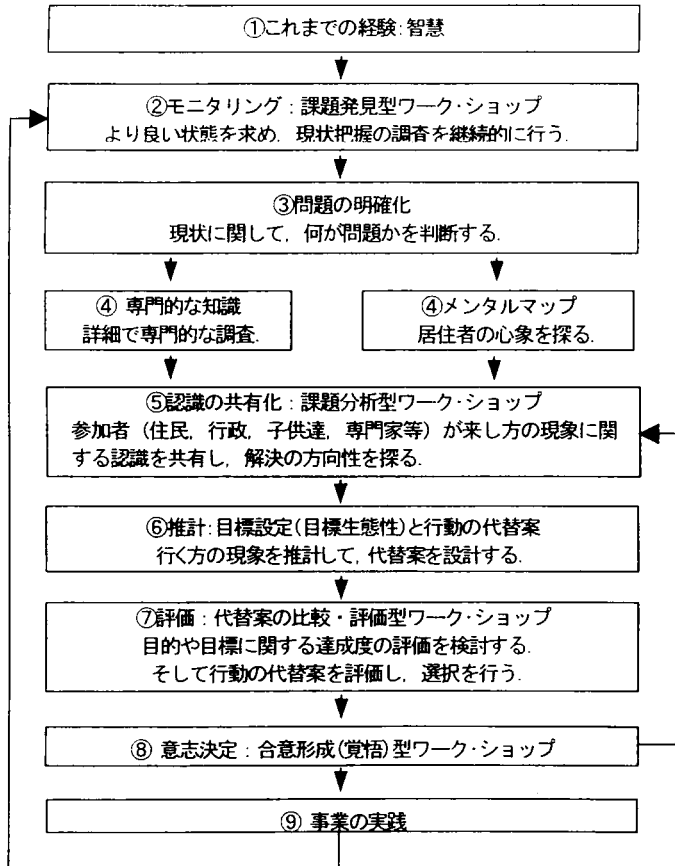 ①これまでの経験:智慧
②モニタリング:課題発見型ワーク・ショップ
より良い状態を求め,現状把握の調査を継続的に行う.
③問題の明確化
現状に関して,何が問題かを判断する.
④ 専門的な知識
詳細で専門的な調査.
④メンタルマップ
居住者の心象を探る.
⑤認識の共有化:課題分析型ワーク・ショップ
参加者(住民,行政,子供達,専門家等)が来し方の現象に関
する認識を共有し,解決の方向性を探る.
⑥推計:目標設定(目標生態性)と行動の代替案
行く方の現象を推計して,代替案を設計する.
⑦評価:代替案の比較・評価型ワーク・ショップ
目的や目標に関する達成度の評価を検討する.
そして行動の代替案を評価し,選択を行う.
⑧ 意志決定:合意形成(覚悟)型ワーク・ショップ
⑨ 事業の実践